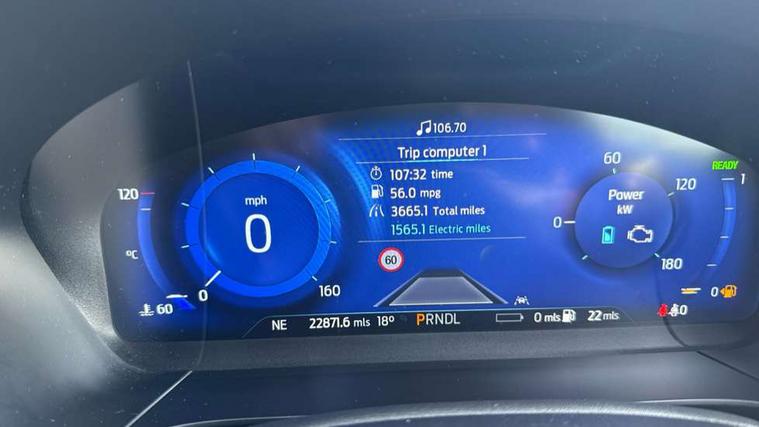 106.70
Trip computer 1
107:32 time
56.0 mpg
3665.1 Total miles
1565.1 Electric miles
60
mph
0
0
160
120
°C
60
READY
60
120
180
0
Power
kW
1
0
NE 22871.6 mls 18° PRNDL 0 mls 22 mls